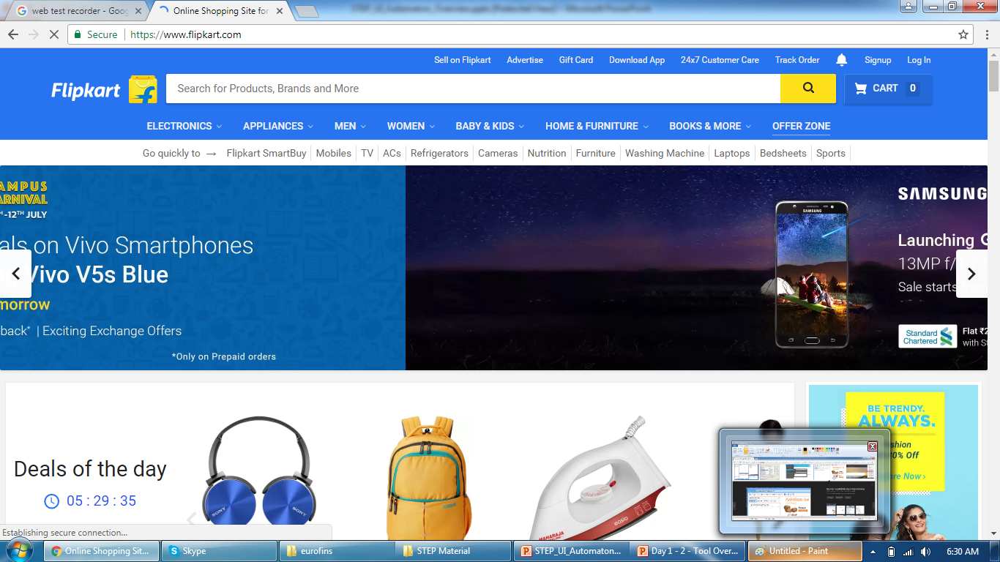 web test recorder - Goog
Online Shopping Site for
Secure https://www.flipkart.com
Sell on Flipkart Advertise Gift Card Download App 24x7 Customer Care Track Order Signup Log In
Flipkart Search for Products, Brands and More CART 0
ELECTRONICS APPLIANCES MEN WOMEN BABY & KIDS HOME & FURNITURE BOOKS & MORE OFFER ZONE
Go quickly to → Flipkart SmartBuy Mobiles TV ACs Refrigerators Cameras Nutrition Furniture Washing Machine Laptops Bedsheets Sports
AMPUS
ARNIVAL
-12TH JULY
als on Vivo Smartphones
Vivo V5s Blue
morrow
back* | Exciting Exchange Offers
*Only on Prepaid orders
SAMSUNG
SAMSUNG
Launching G
13MP f/
Sale starts from
Standard Chartered
Flat ₹2
with St
Deals of the day
05 : 29 : 35
SONY
SONY
MAHARAJA
easio
BE TRENDY.
ALWAYS.
shion
0% Off
re Now ›
Establishing secure connection...
Online Shopping Sit...
Skype
eurofins
STEP Material
STEP_UI_Automaton...
Day 1 - 2 - Tool Over...
Untitled - Paint
6:30 AM